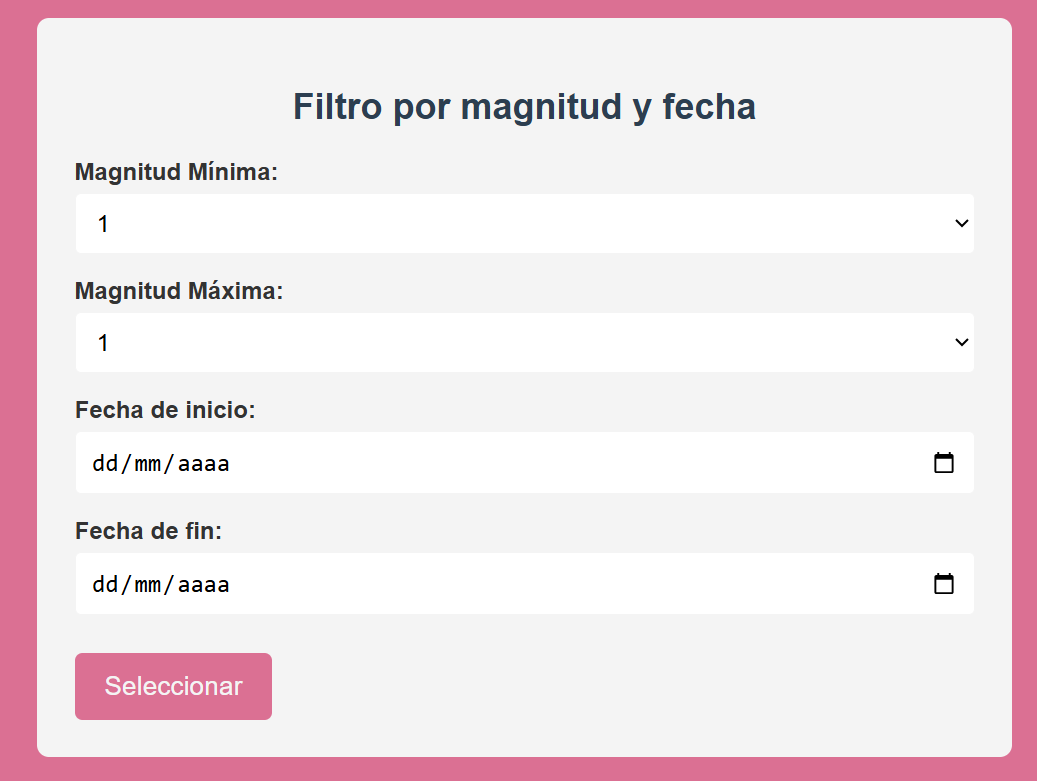 Filtro por magnitud y fecha
Magnitud Mínima:
1
Magnitud Máxima:
1
Fecha de inicio:
dd/mm/aaaa
Fecha de fin:
dd/mm/aaaa
Seleccionar